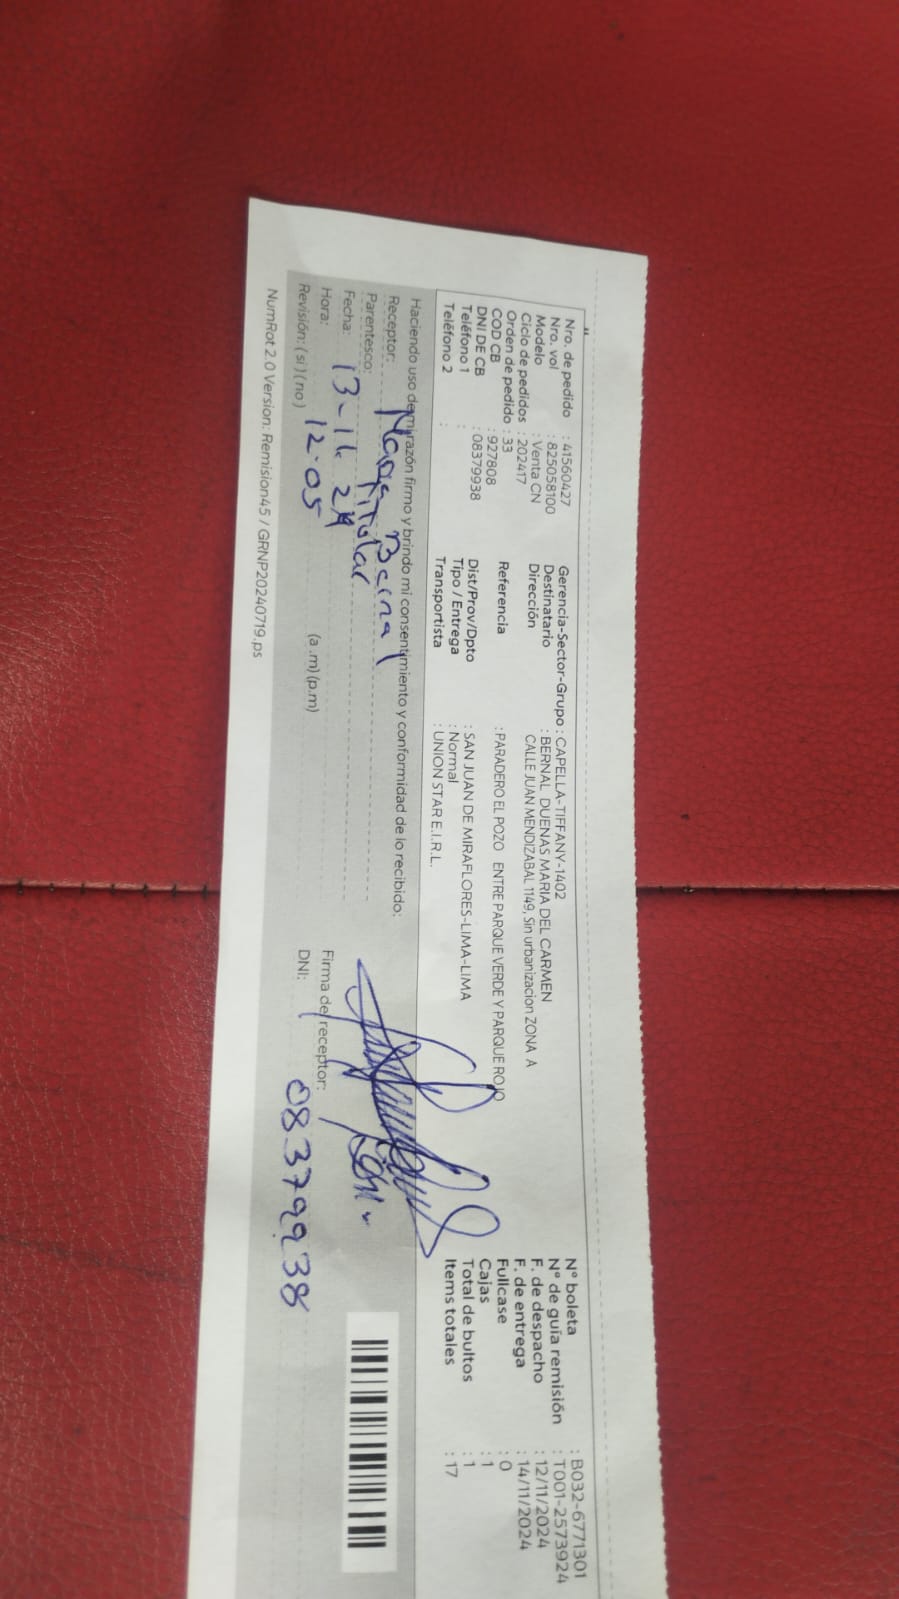 Nro. de pedido : 41560427
Nro. vol : 825058100
Modelo : Venta CN
Ciclo de pedidos : 202417
Orden de pedido : 33
COD CB : 927808
DNI DE CB : 08379938
Teléfono 1 :
Teléfono 2 :
Gerencia-Sector-Grupo : CAPELLA-TIFFANY-1402
Destinatario : BERNAL DUENAS MARIA DEL CARMEN
Dirección CALLE JUAN MENDIZABAL 1149, Sin urbanizacion ZONA A
Referencia : PARADERO EL POZO ENTRE PARQUE VERDE Y PARQUE ROJO
Dist/Prov/Dpto : SAN JUAN DE MIRAFLORES-LIMA-LIMA
Tipo / Entrega : Normal
Transportista : UNION STAR E.I.R.L.
N° boleta : B032-6771301
N° de guía remisión : T001-2573924
F. de despacho : 12/11/2024
F. de entrega : 14/11/2024
Fullcase : 0
Cajas : 1
Total de bultos : 1
Items totales : 17
Haciendo uso de mi razón firmo y brindo mi consentimiento y conformidad de lo recibido:
Receptor: Bernal
Parentesco: Titular
Fecha: 13-11-24
Hora: 12:05 (a.m) (p.m)
Revisión: ( si ) ( no )
Firma del receptor:
DNI: 08379938
NumRot 2.0 Version: Remision45 / GRNP20240719.ps